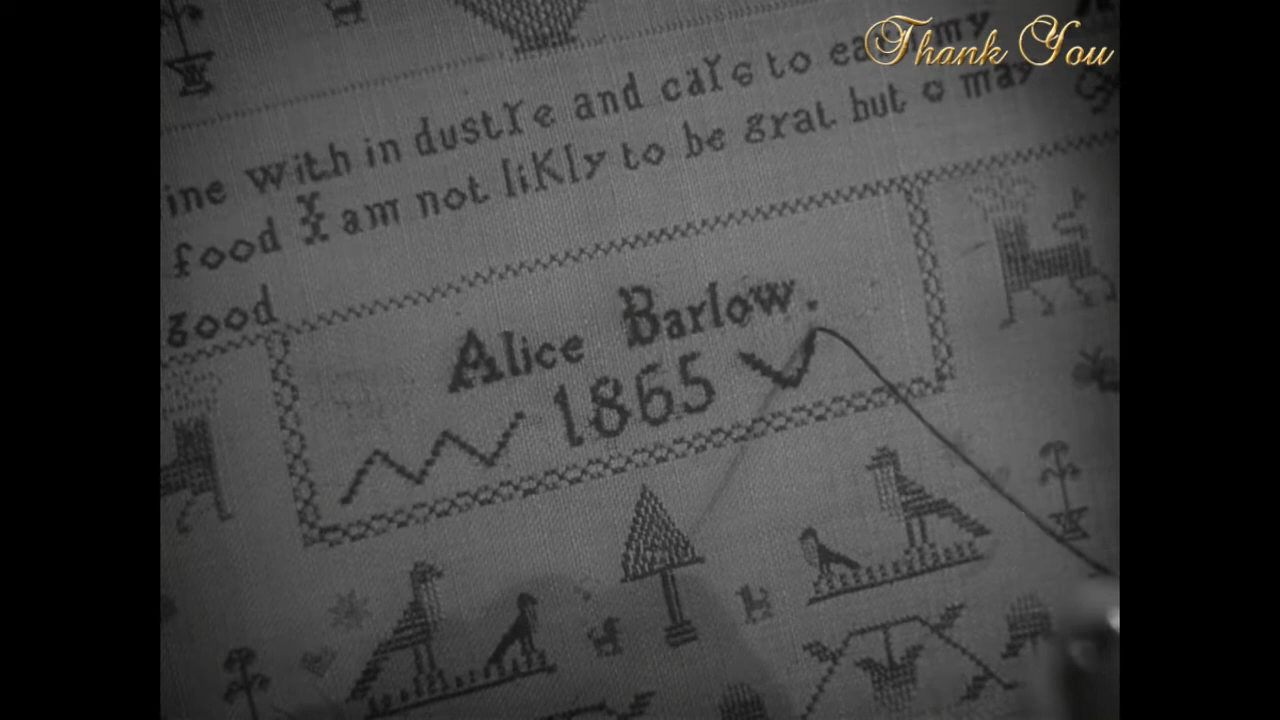 Thank You
ine with in dustre and care to ea my
food I am not likly to be grat but o may
good
Alice Barlow.
1865